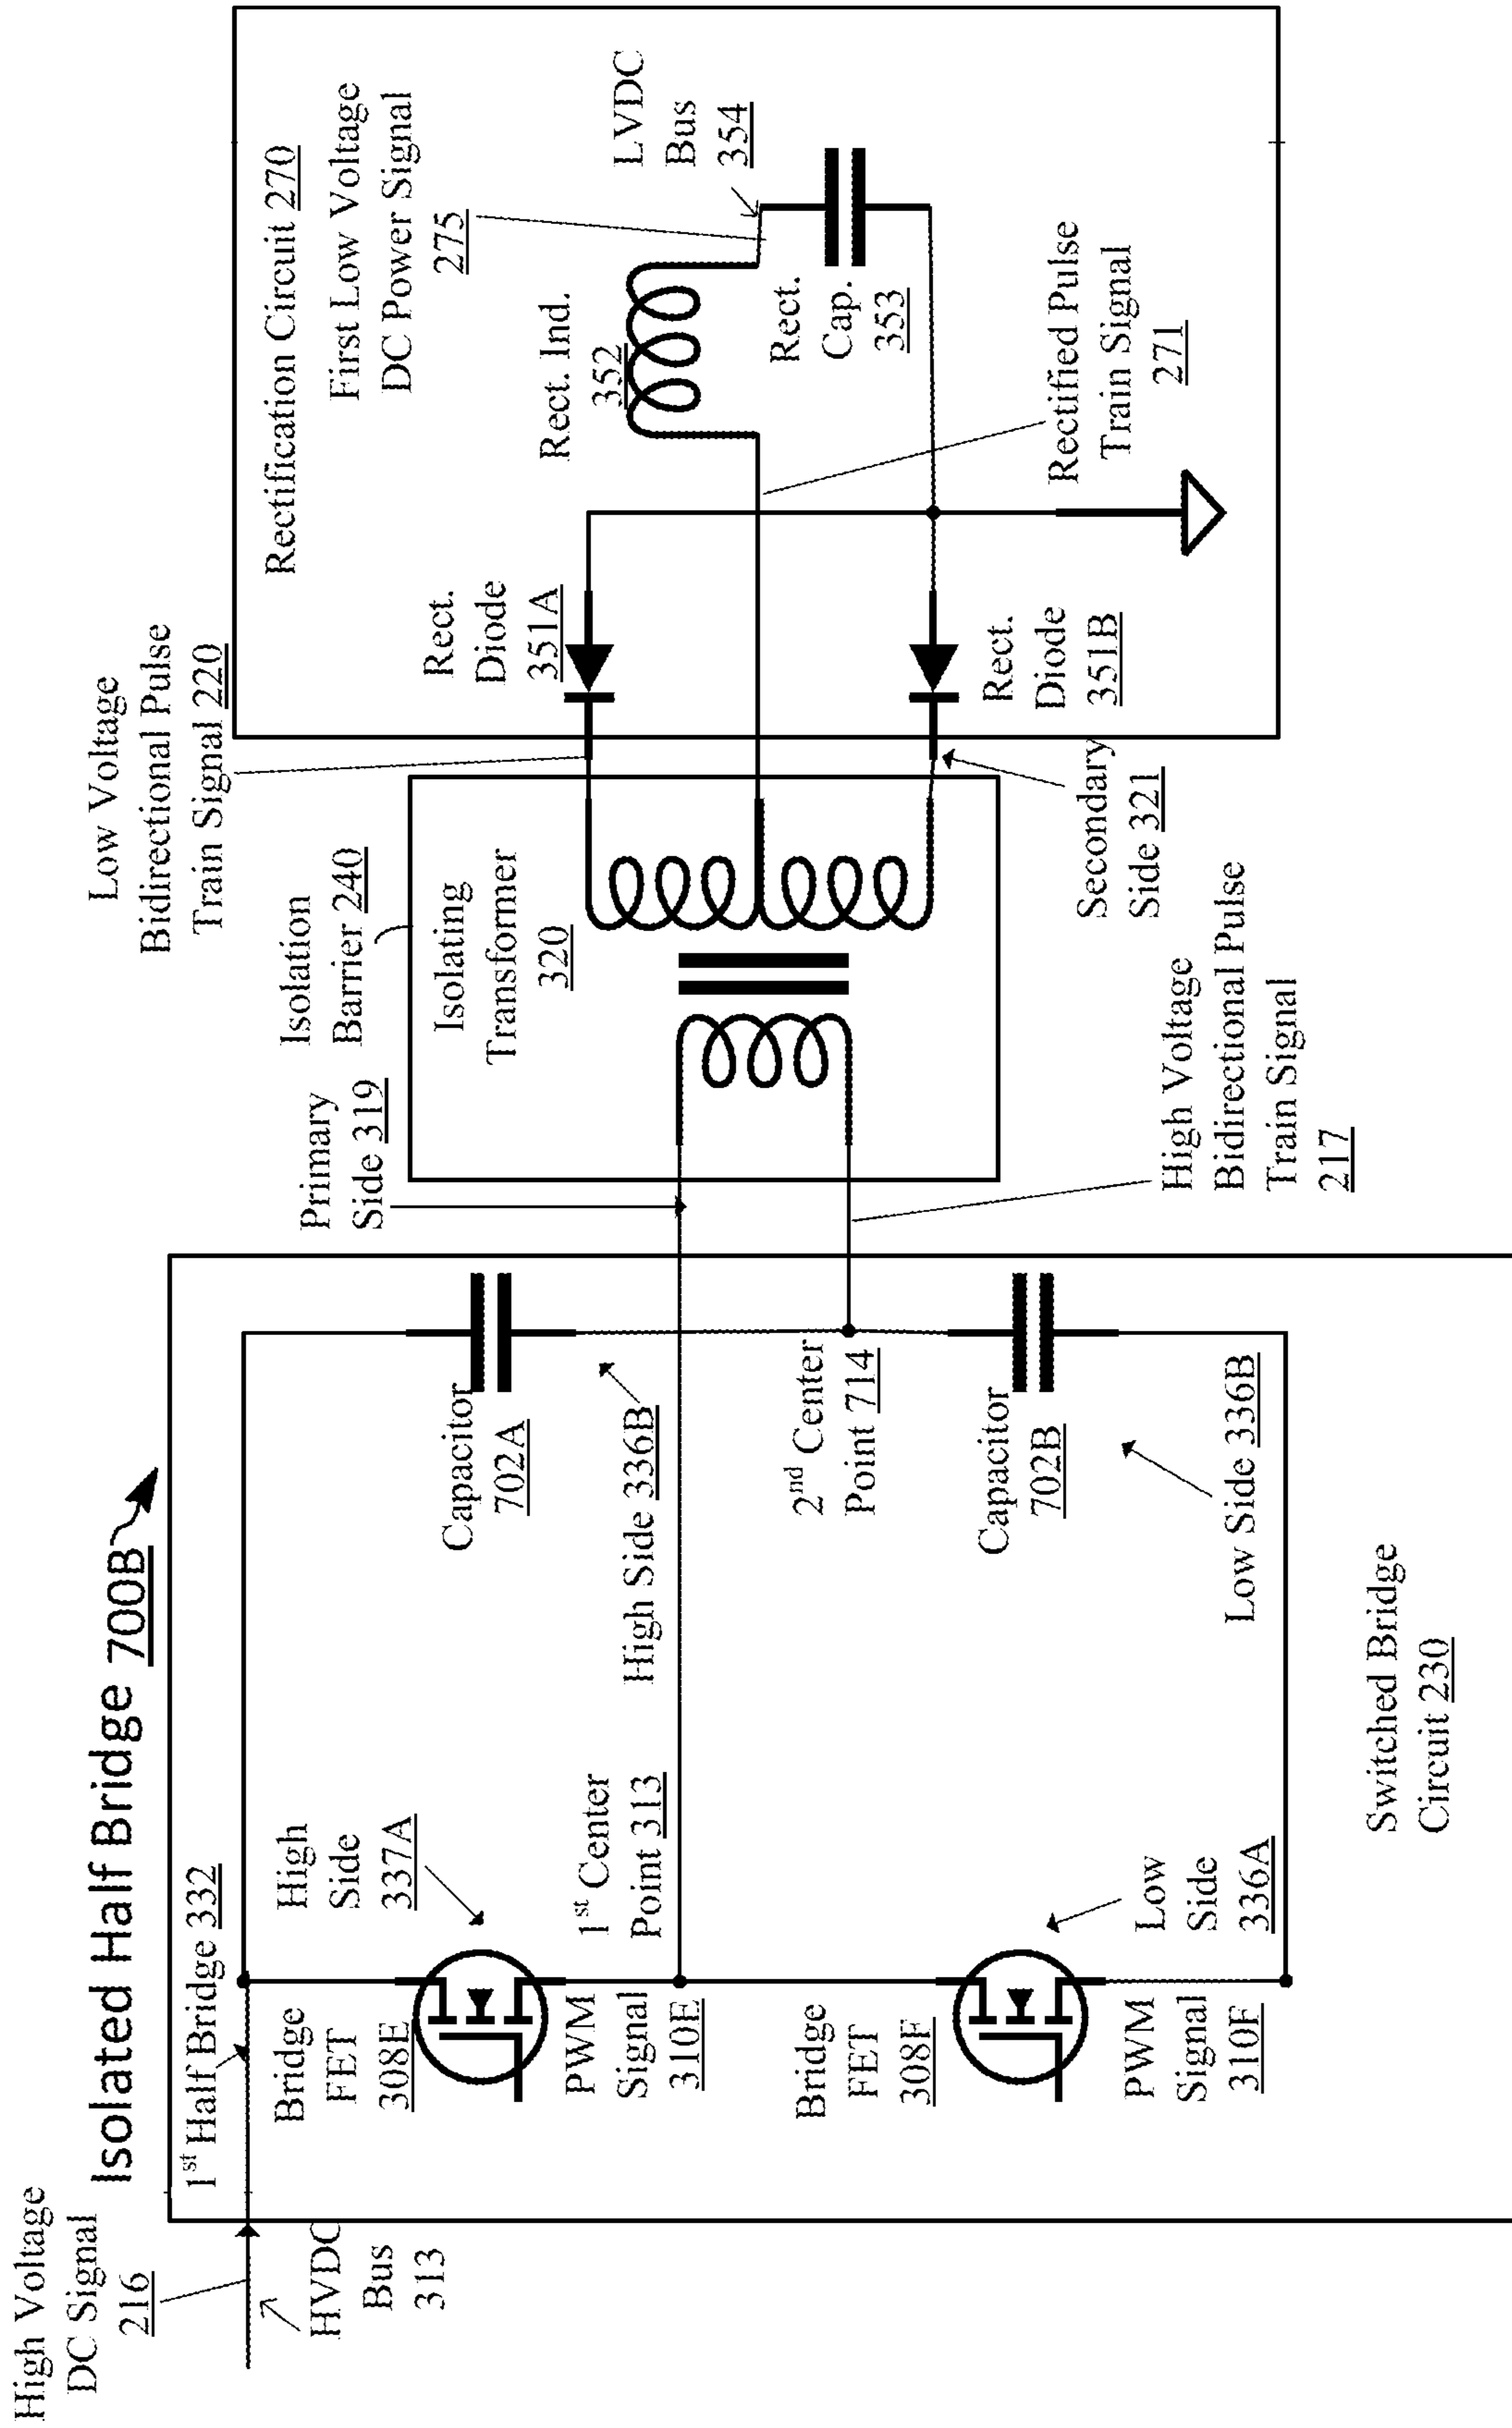 Isolated Half Bridge 700B
High Voltage
DC Signal
216
HVDC
Bus
313
1st Half Bridge 332
Bridge
FET
308E
High
Side
337A
PWM
Signal
310E
1st Center
Point 313
Bridge
FET
308F
Low
Side
336A
PWM
Signal
310F
Capacitor
702A
High Side 336B
2nd Center
Point 714
Capacitor
702B
Low Side 336B
Switched Bridge
Circuit 230
Primary
Side 319
Isolation
Barrier 240
Isolating
Transformer
320
High Voltage
Bidirectional Pulse
Train Signal
217
Low Voltage
Bidirectional Pulse
Train Signal 220
Secondary
Side 321
Rectification Circuit 270
First Low Voltage
DC Power Signal
275
Rect.
Diode
351A
Rect. Ind.
352
LVDC
Bus
354
Rect.
Cap.
353
Rect.
Diode
351B
Rectified Pulse
Train Signal
271